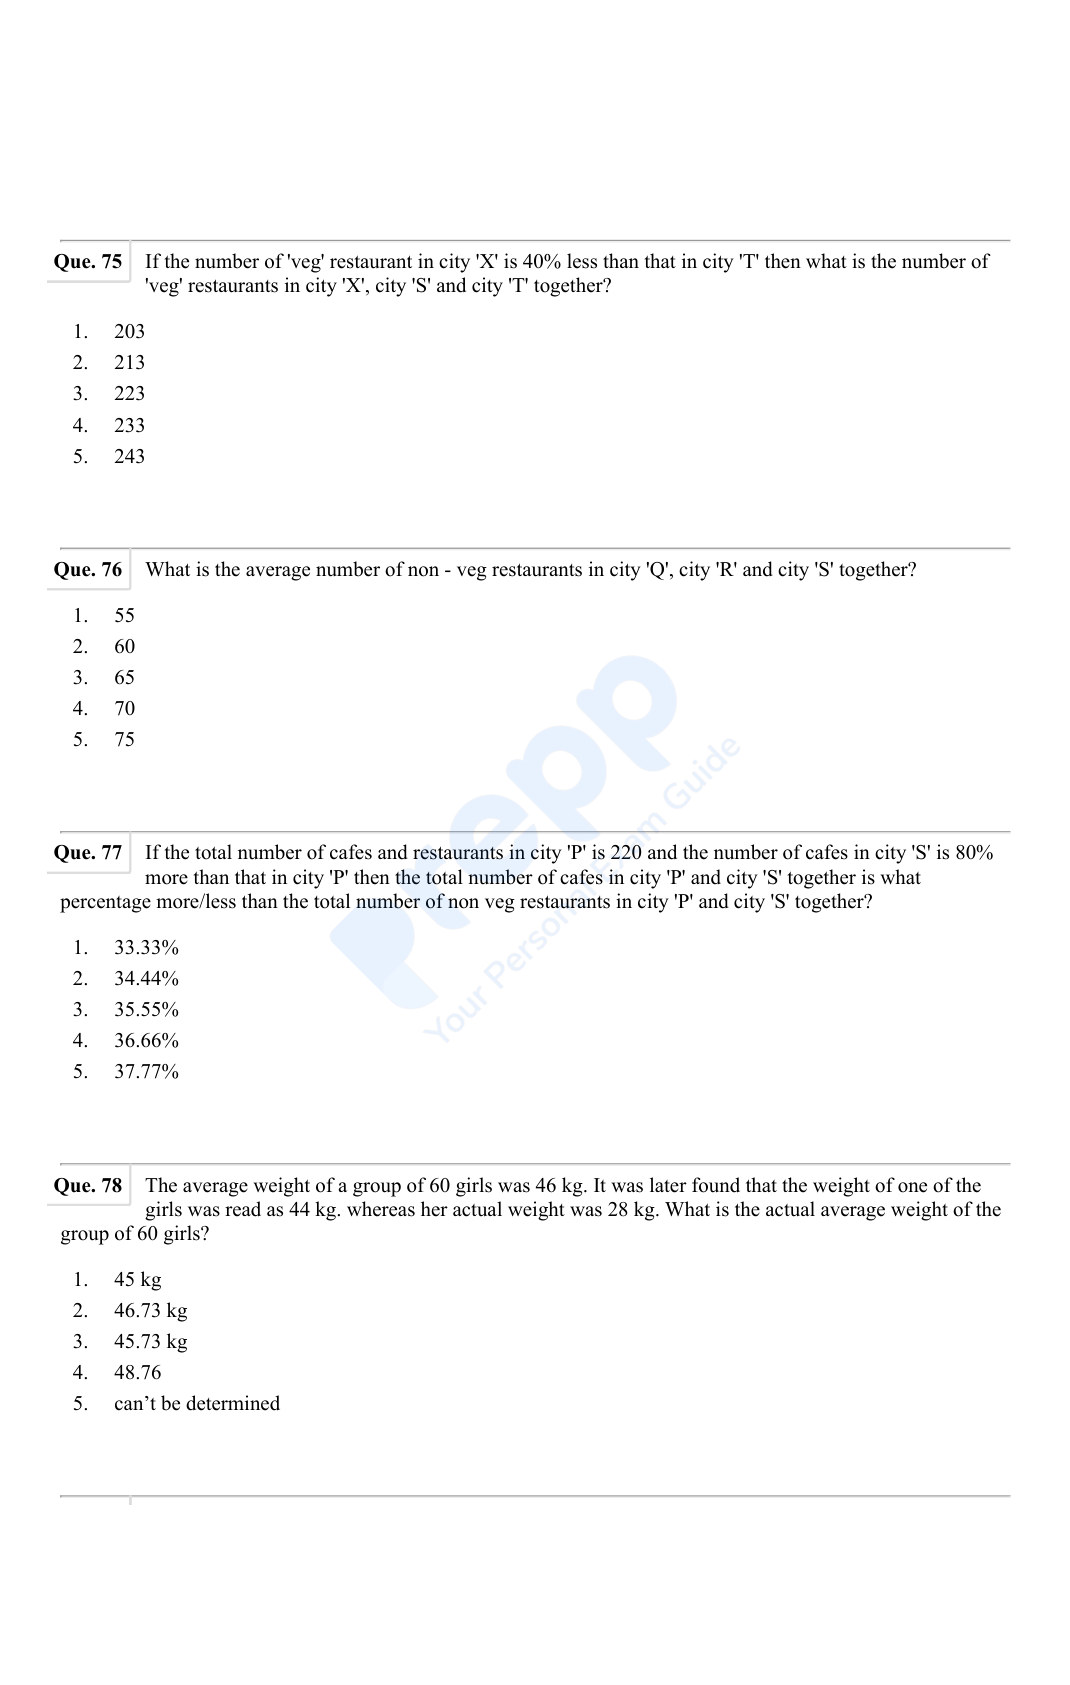 Que. 75 If the number of 'veg' restaurant in city 'X' is 40% less than that in city 'T' then what is the number of
'veg' restaurants in city 'X', city 'S' and city 'T' together?
1. 203
2. 213
3. 223
4. 233
5. 243
Que. 76 What is the average number of non - veg restaurants in city 'Q', city 'R' and city 'S' together?
1. 55
2. 60
3. 65
4. 70
5. 75
prepp
Your Personal Exam Guide
Que. 77 If the total number of cafes and restaurants in city 'P' is 220 and the number of cafes in city 'S' is 80%
more than that in city 'P' then the total number of cafes in city 'P' and city 'S' together is what
percentage more/less than the total number of non veg restaurants in city 'P' and city 'S' together?
1. 33.33%
2. 34.44%
3. 35.55%
4. 36.66%
5. 37.77%
Que. 78 The average weight of a group of 60 girls was 46 kg. It was later found that the weight of one of the
girls was read as 44 kg. whereas her actual weight was 28 kg. What is the actual average weight of the
group of 60 girls?
1. 45 kg
2. 46.73 kg
3. 45.73 kg
4. 48.76
5. can’t be determined